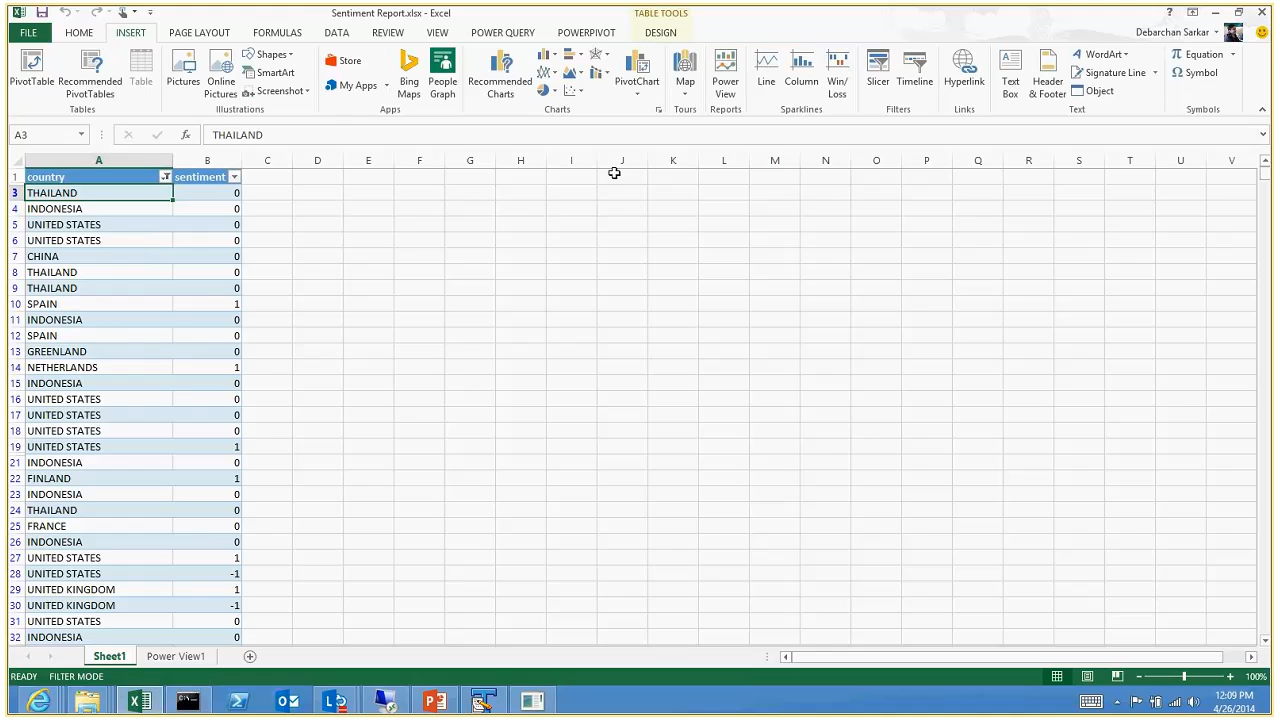 Sentiment Report.xlsx - Excel
TABLE TOOLS
FILE HOME INSERT PAGE LAYOUT FORMULAS DATA REVIEW VIEW POWER QUERY POWERPIVOT DESIGN Debarchan Sarkar
PivotTable Recommended PivotTables Table
Pictures Online Pictures Shapes SmartArt Screenshot
Store My Apps Bing Maps People Graph
Recommended Charts PivotChart Map Power View
Line Column Win/Loss Slicer Timeline Hyperlink
Text Box Header & Footer WordArt Signature Line Object
Equation Symbol
Tables Illustrations Apps Charts Tours Reports Sparklines Filters Links Text Symbols
A3 fx THAILAND
A B C D E F G H I J K L M N O P Q R S T U V
1 country sentiment
3 THAILAND 0
4 INDONESIA 0
5 UNITED STATES 0
6 UNITED STATES 0
7 CHINA 0
8 THAILAND 0
9 THAILAND 0
10 SPAIN 1
11 INDONESIA 0
12 SPAIN 0
13 GREENLAND 0
14 NETHERLANDS 1
15 INDONESIA 0
16 UNITED STATES 0
17 UNITED STATES 0
18 UNITED STATES 0
19 UNITED STATES 1
21 INDONESIA 0
22 FINLAND 1
23 INDONESIA 0
24 THAILAND 0
25 FRANCE 0
26 INDONESIA 0
27 UNITED STATES 1
28 UNITED STATES -1
29 UNITED KINGDOM 1
30 UNITED KINGDOM -1
31 UNITED STATES 0
32 INDONESIA 0
Sheet1 Power View1
READY FILTER MODE 100%
12:09 PM
4/26/2014